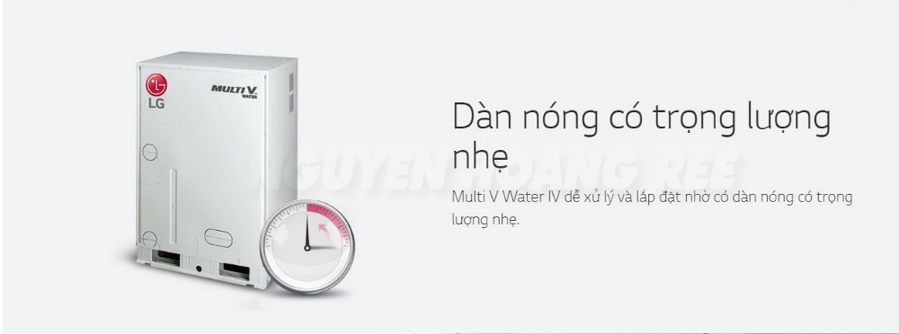 LG
MULTI V
WATER
Dàn nóng có trọng lượng
nhẹ
NGUYEN HOANG REE
Multi V Water IV dễ xử lý và lắp đặt nhờ có dàn nóng có trọng
lượng nhẹ.